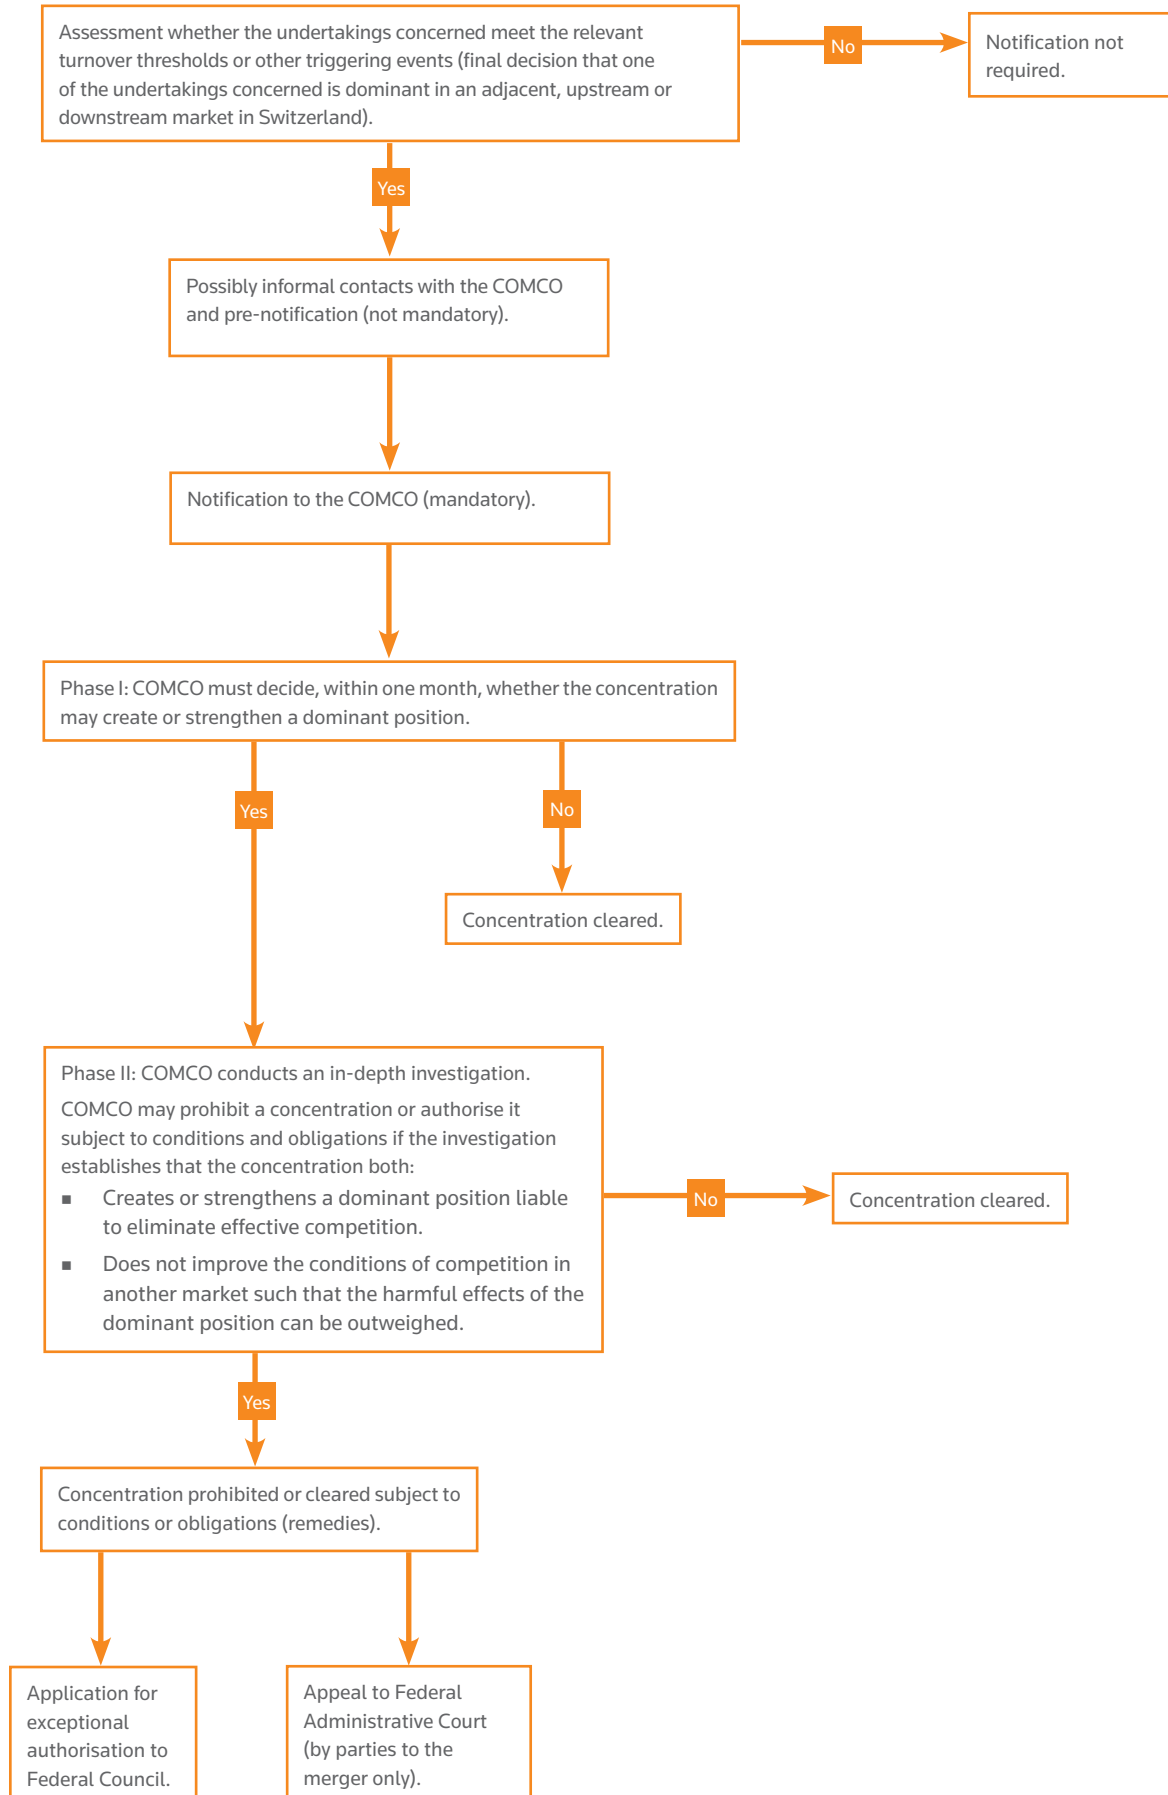 Assessment whether the undertakings concerned meet the relevant
turnover thresholds or other triggering events (final decision that one
of the undertakings concerned is dominant in an adjacent, upstream or
downstream market in Switzerland).
No
Notification not
required.
Yes
Possibly informal contacts with the COMCO
and pre-notification (not mandatory).
Notification to the COMCO (mandatory).
Phase I: COMCO must decide, within one month, whether the concentration
may create or strengthen a dominant position.
Yes
No
Concentration cleared.
Phase II: COMCO conducts an in-depth investigation.
COMCO may prohibit a concentration or authorise it
subject to conditions and obligations if the investigation
establishes that the concentration both:
■ Creates or strengthens a dominant position liable
to eliminate effective competition.
■ Does not improve the conditions of competition in
another market such that the harmful effects of the
dominant position can be outweighed.
No
Concentration cleared.
Yes
Concentration prohibited or cleared subject to
conditions or obligations (remedies).
Application for
exceptional
authorisation to
Federal Council.
Appeal to Federal
Administrative Court
(by parties to the
merger only).